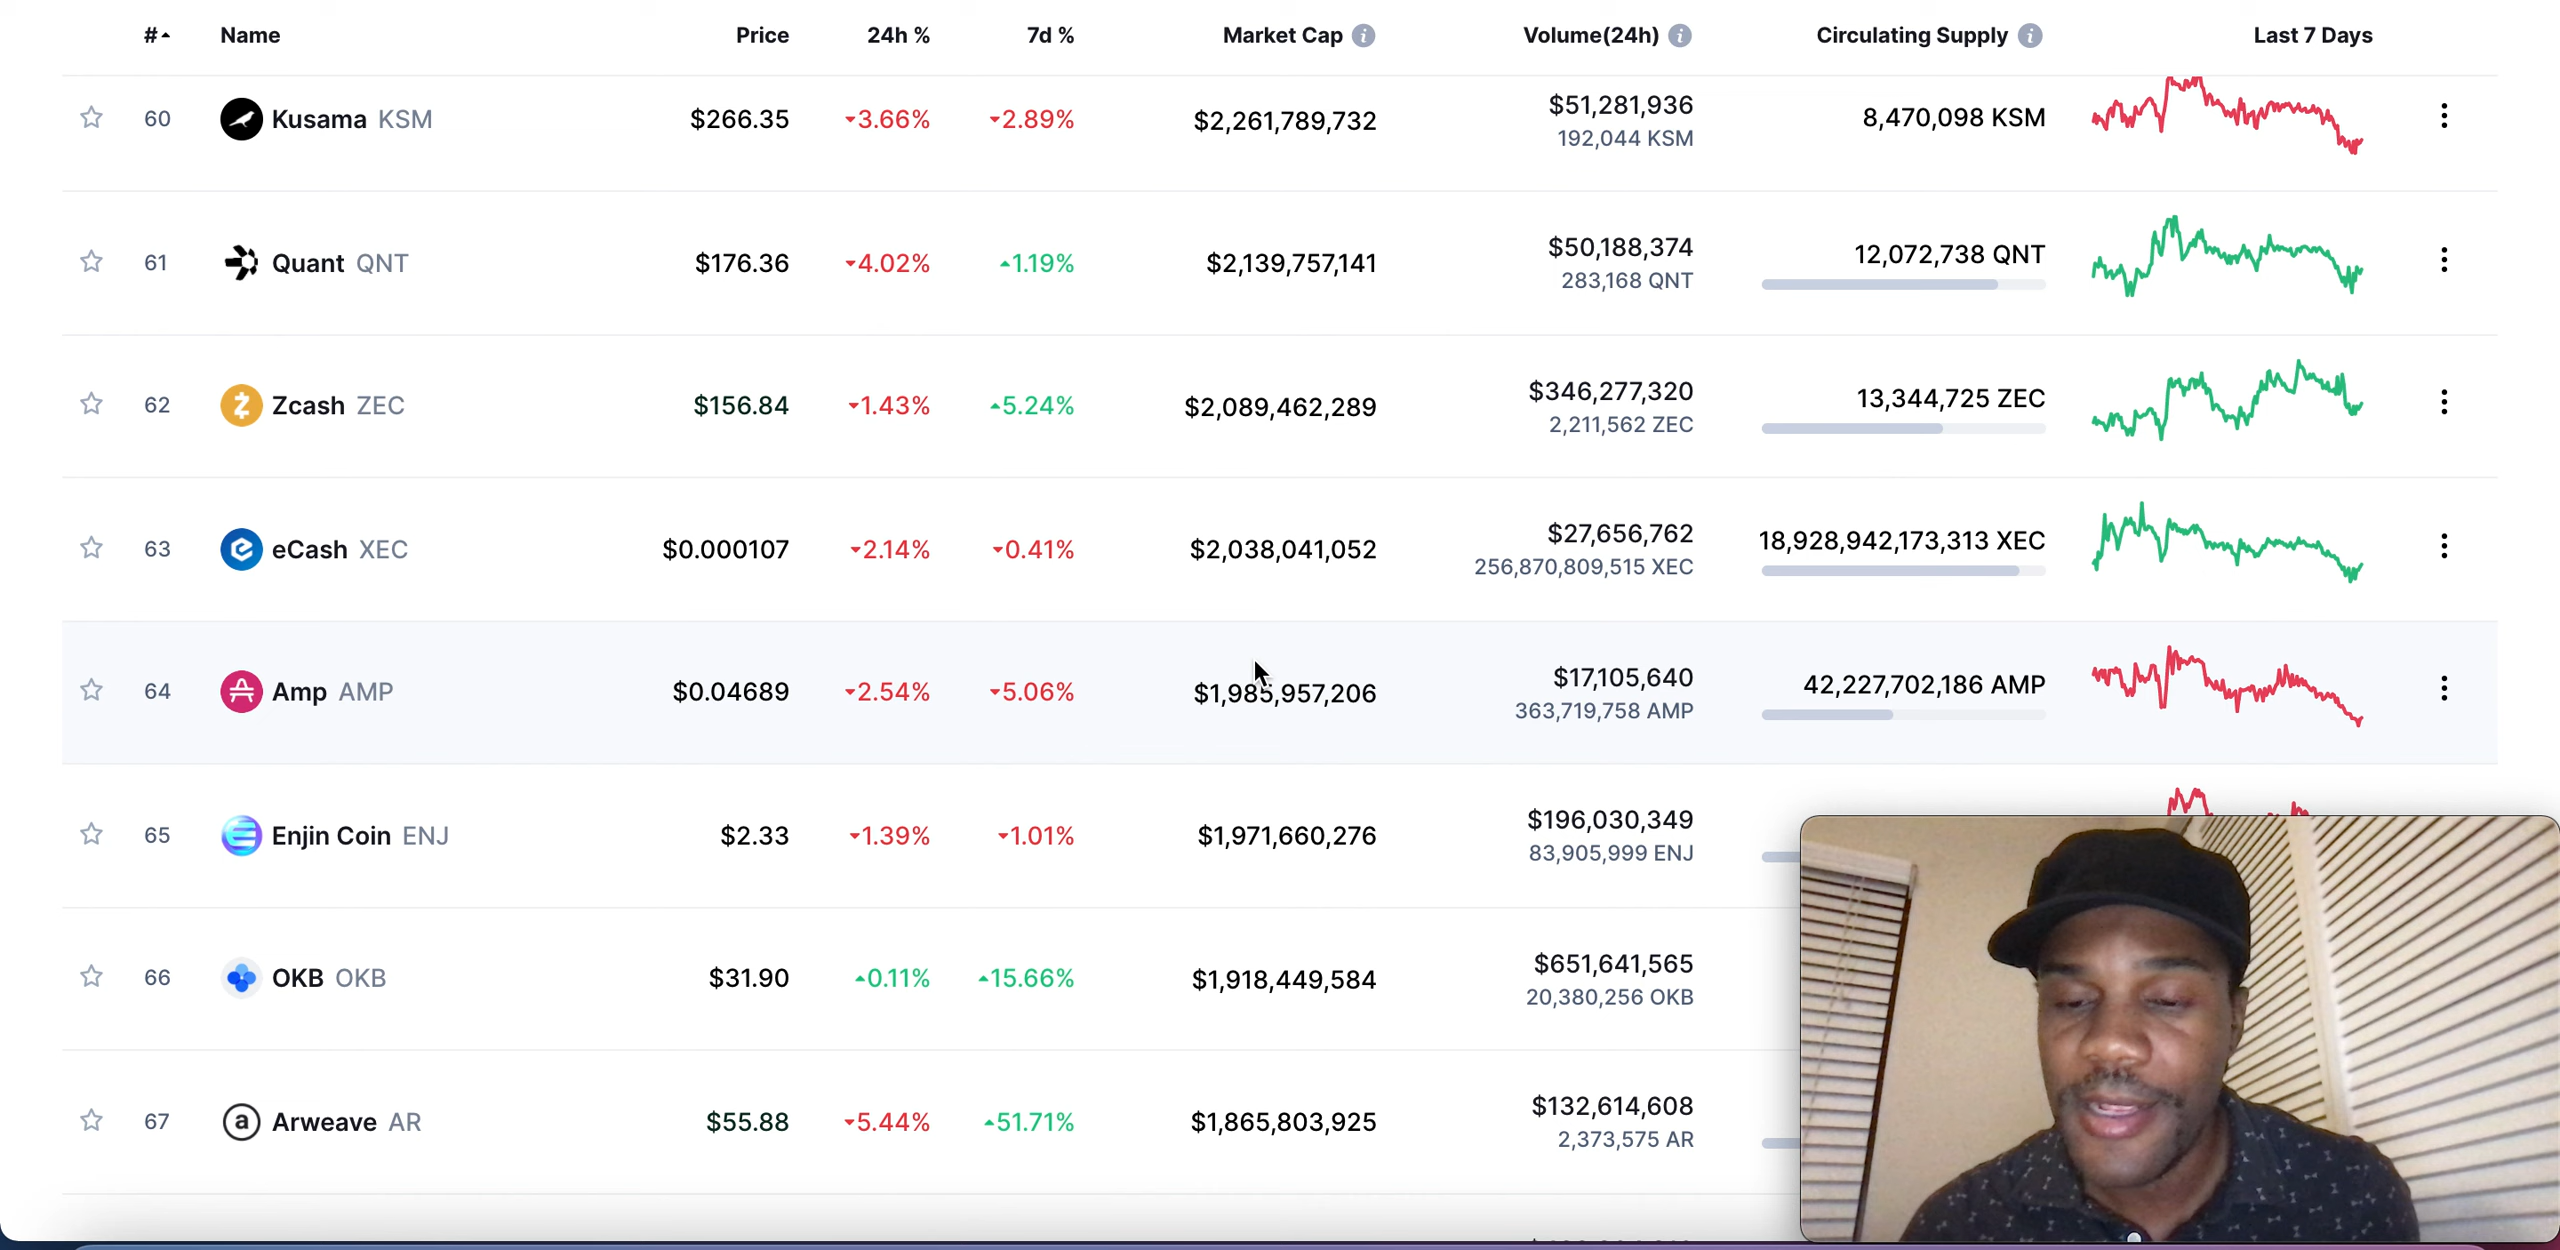 # Name Price 24h % 7d % Market Cap Volume(24h) Circulating Supply Last 7 Days
60 Kusama KSM $266.35 3.66% 2.89% $2,261,789,732 $51,281,936 8,470,098 KSM
192,044 KSM
61 Quant QNT $176.36 4.02% 1.19% $2,139,757,141 $50,188,374 12,072,738 QNT
283,168 QNT
62 Zcash ZEC $156.84 1.43% 5.24% $2,089,462,289 $346,277,320 13,344,725 ZEC
2,211,562 ZEC
63 eCash XEC $0.000107 2.14% 0.41% $2,038,041,052 $27,656,762 18,928,942,173,313 XEC
256,870,809,515 XEC
64 Amp AMP $0.04689 2.54% 5.06% $1,985,957,206 $17,105,640 42,227,702,186 AMP
363,719,758 AMP
65 Enjin Coin ENJ $2.33 1.39% 1.01% $1,971,660,276 $196,030,349
83,905,999 ENJ
66 OKB OKB $31.90 0.11% 15.66% $1,918,449,584 $651,641,565
20,380,256 OKB
67 Arweave AR $55.88 5.44% 51.71% $1,865,803,925 $132,614,608
2,373,575 AR